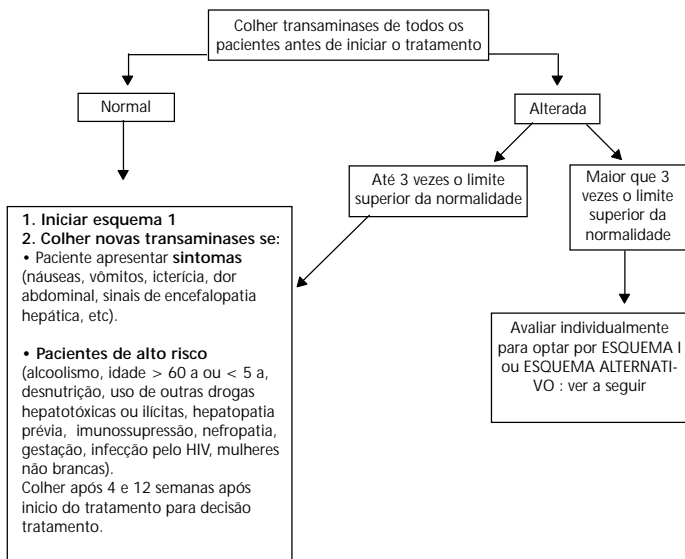 Colher transaminases de todos os
pacientes antes de iniciar o tratamento
Normal
Alterada
Até 3 vezes o limite
superior da normalidade
Maior que 3
vezes o limite
superior da
normalidade
1. Iniciar esquema 1
2. Colher novas transaminases se:
• Paciente apresentar sintomas
(náuseas, vômitos, icterícia, dor
abdominal, sinais de encefalopatia
hepática, etc).
• Pacientes de alto risco
(alcoolismo, idade > 60 a ou < 5 a,
desnutrição, uso de outras drogas
hepatotóxicas ou ilícitas, hepatopatia
prévia, imunossupressão, nefropatia,
gestação, infecção pelo HIV, mulheres
não brancas).
Colher após 4 e 12 semanas após
inicio do tratamento para decisão
tratamento.
Avaliar individualmente
para optar por ESQUEMA I
ou ESQUEMA ALTERNATI-
VO : ver a seguir